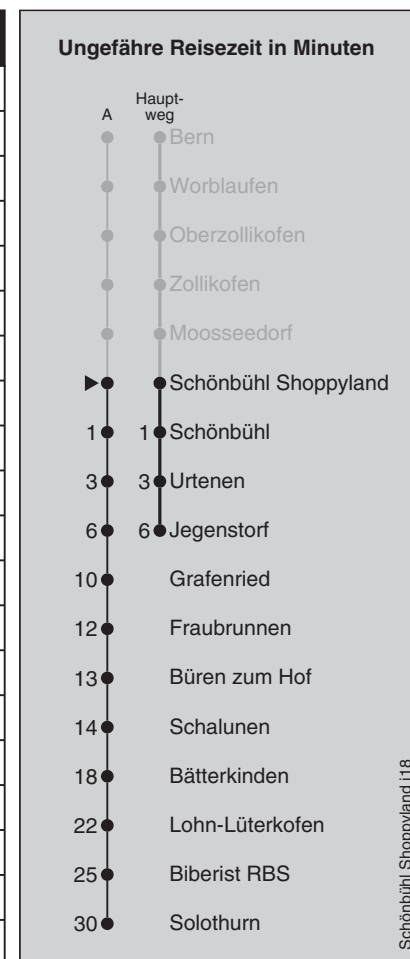 Ungefähre Reisezeit in Minuten
A Haupt-
weg
Bern
Worblaufen
Oberzollikofen
Zollikofen
Moosseedorf
Schönbühl Shoppyland
1 1 Schönbühl
3 3 Urtenen
6 6 Jegenstorf
10 Grafenried
12 Fraubrunnen
13 Büren zum Hof
14 Schalunen
18 Bätterkinden
22 Lohn-Lüterkofen
25 Biberist RBS
30 Solothurn
Schönbühl Shoppyland i18